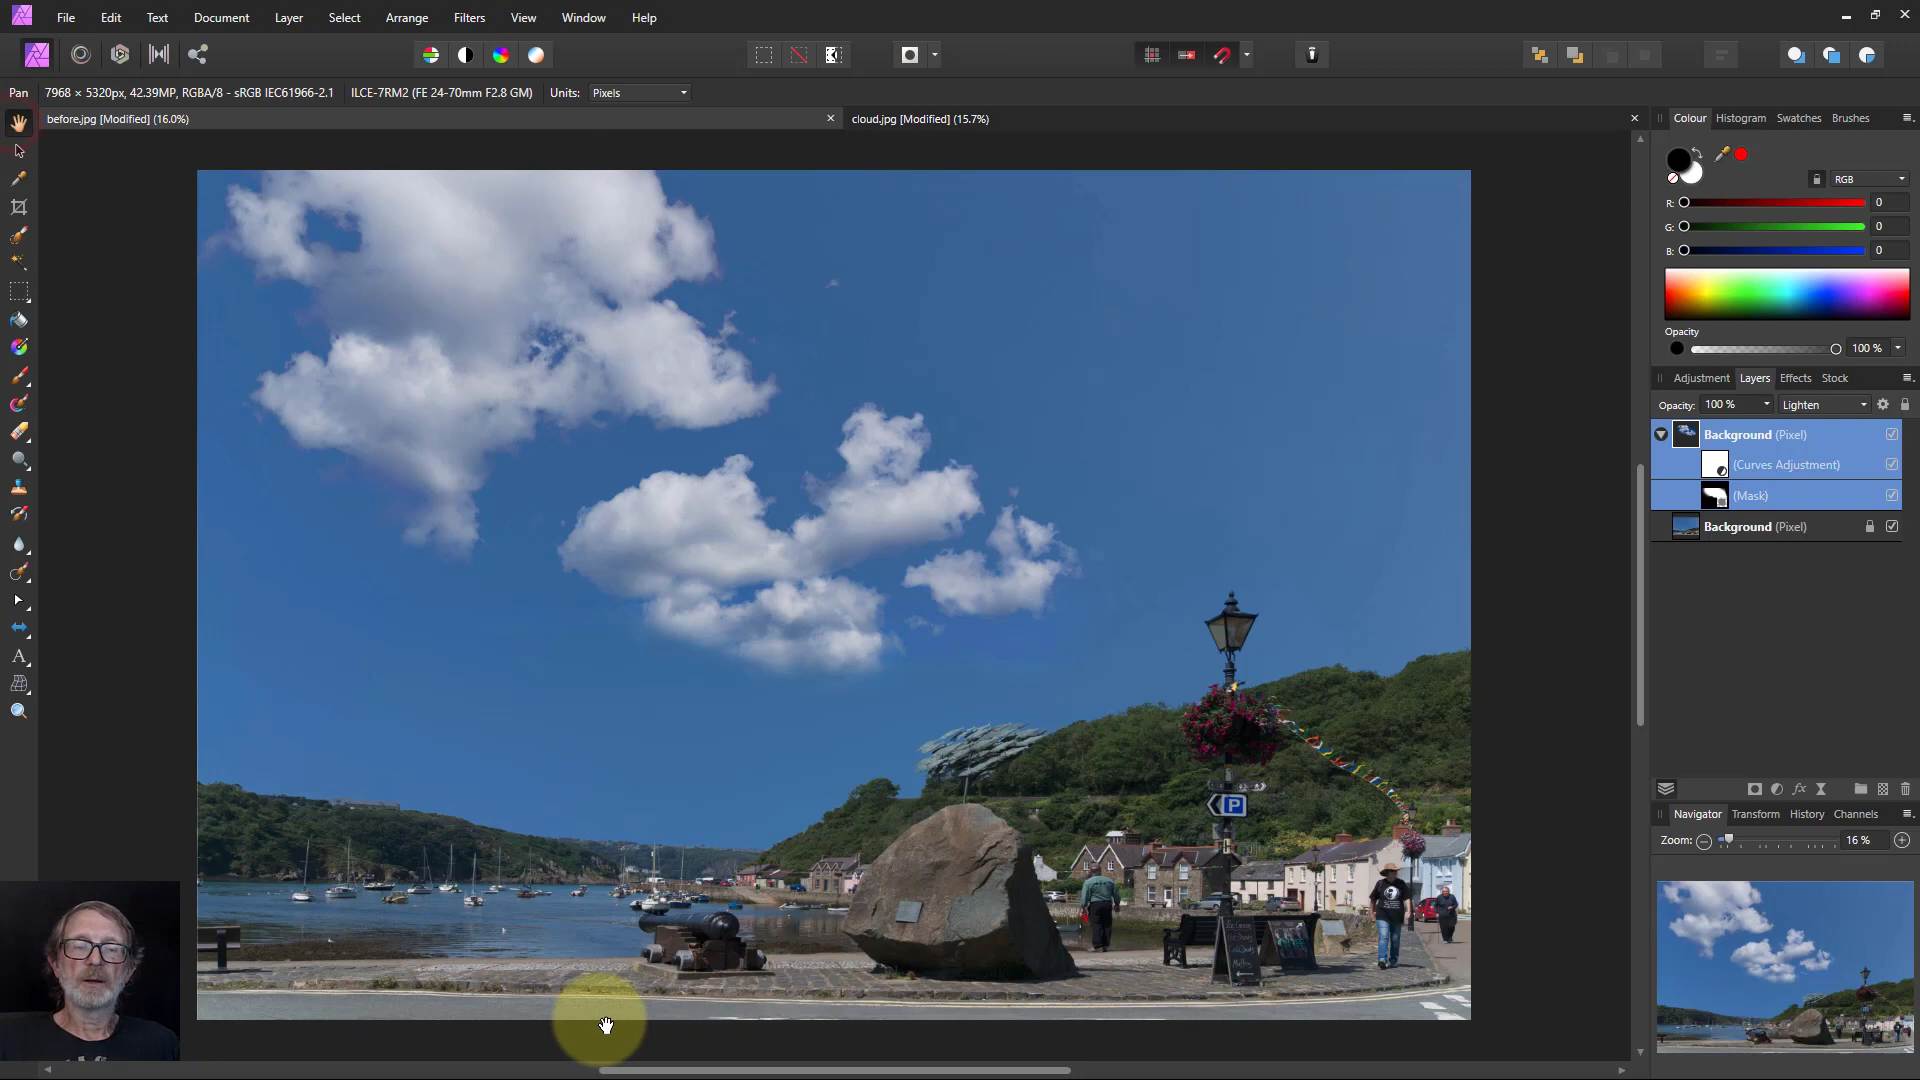 File Edit Text Document Layer Select Arrange Filters View Window Help
Pan 7968 × 5320px, 42.39MP, RGBA/8 - sRGB IEC61966-2.1 ILCE-7RM2 (FE 24-70mm F2.8 GM) Units: Pixels
before.jpg [Modified] (16.0%) cloud.jpg [Modified] (15.7%)
Colour Histogram Swatches Brushes
RGB
R: 0
G: 0
B: 0
Opacity
100 %
Adjustment Layers Effects Stock
Opacity: 100 % Lighten
Background (Pixel)
(Curves Adjustment)
(Mask)
Background (Pixel)
P
Navigator Transform History Channels
Zoom: 16 %